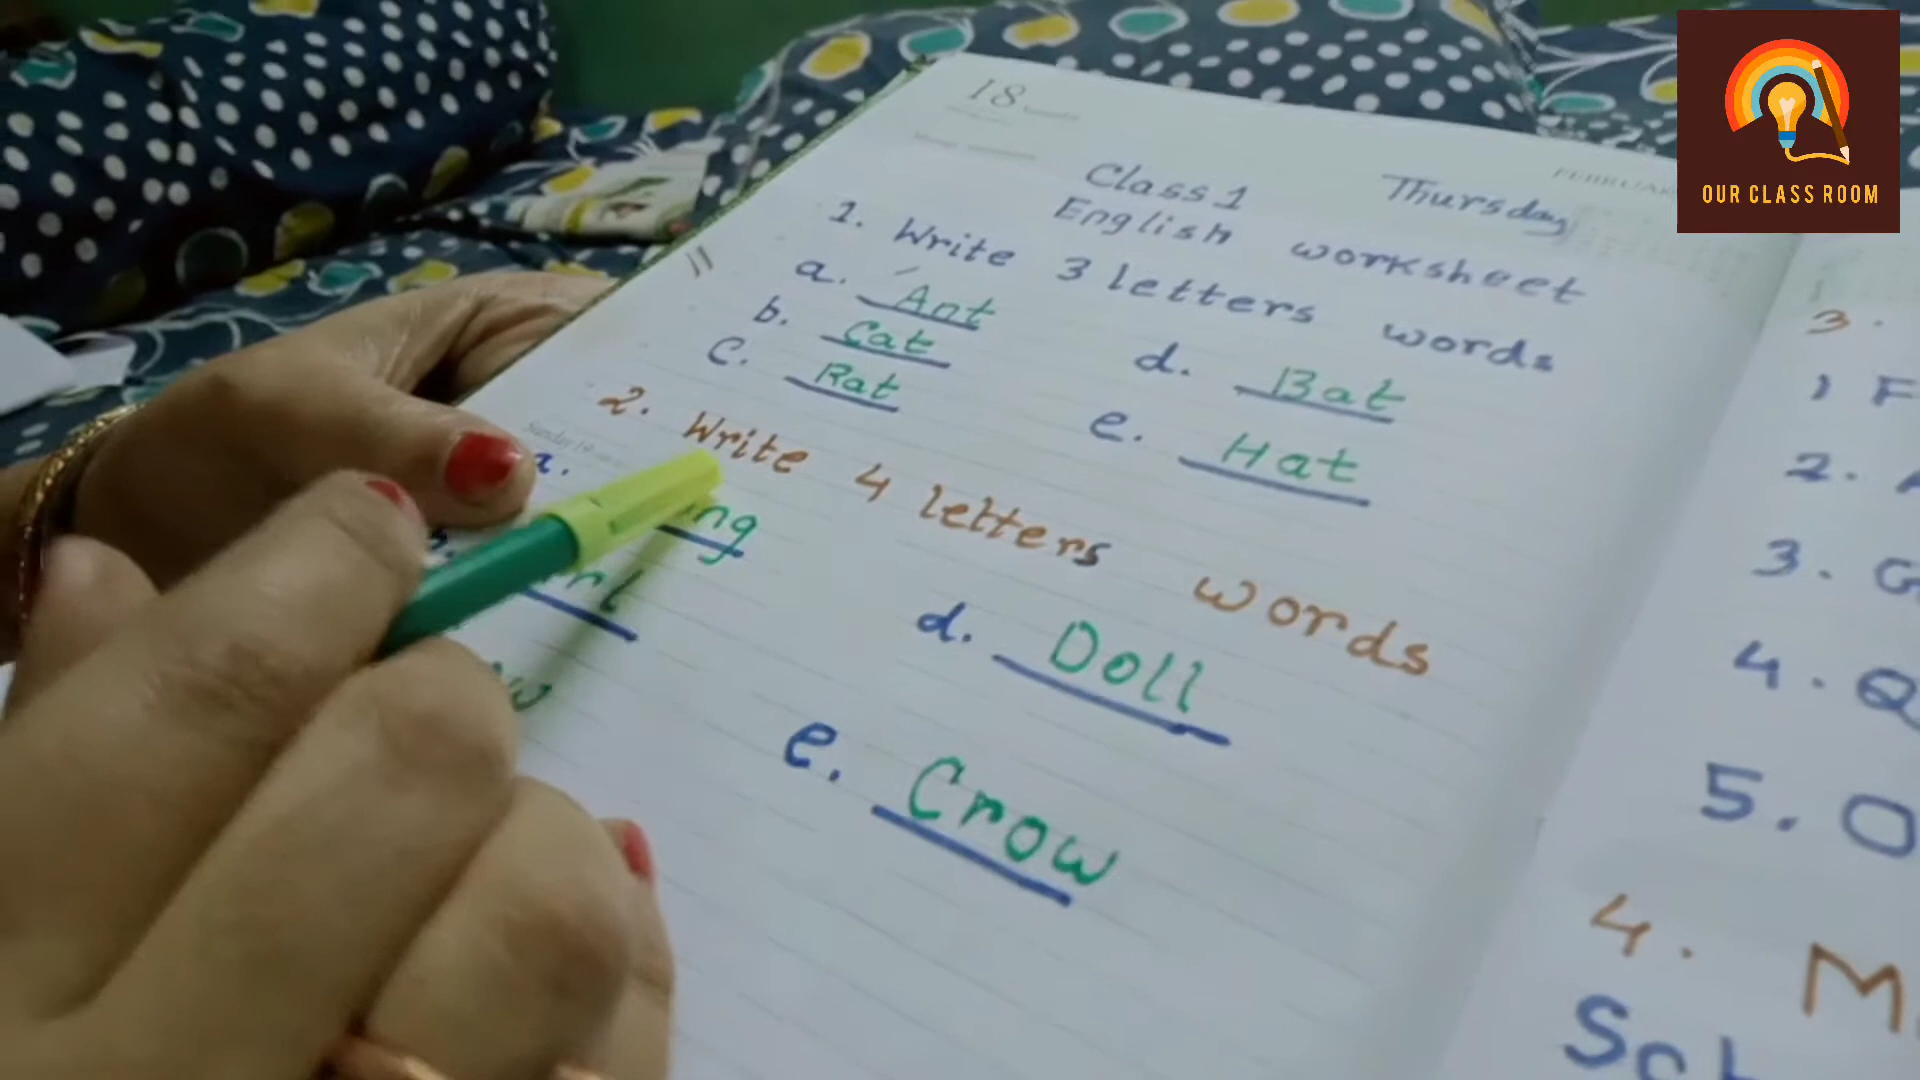 18
FEBRUARY
Class 1 Thursday
English worksheet
1. Write 3 letters words
a. Ant
b. Cat
c. Rat
d. Bat
e. Hat
2. Write 4 letters words
a.
d. Doll
e. Crow
3.
1
2.
3.
4.
5.
4.
OUR CLASS ROOM